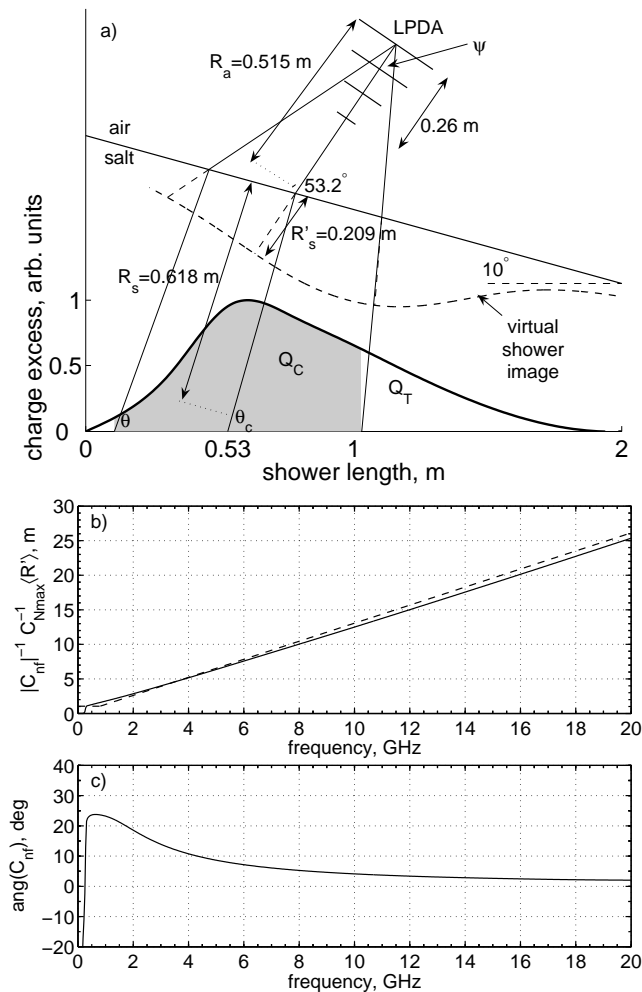 a)
LPDA
ψ
R_a=0.515 m
0.26 m
air
salt
53.2°
R'_s=0.209 m
R_s=0.618 m
10°
virtual
shower
image
charge excess, arb. units
1
0.5
0
Q_C
Q_T
θ
θ_c
0
0.53
1
2
shower length, m
b)
|C_nf|^-1 C_Nmax^-1 ⟨R'⟩, m
30
25
20
15
10
5
0
0 2 4 6 8 10 12 14 16 18 20
frequency, GHz
c)
ang(C_nf), deg
40
30
20
10
0
−10
−20
0 2 4 6 8 10 12 14 16 18 20
frequency, GHz